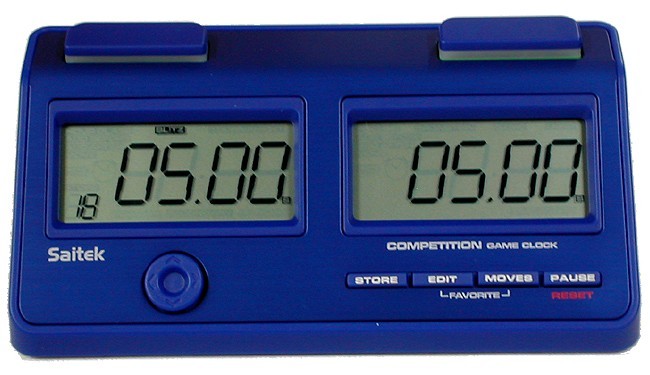 BLITZ
05.00 05.00
18
Saitek
COMPETITION GAME CLOCK
STORE EDIT MOVES PAUSE
FAVORITE RESET